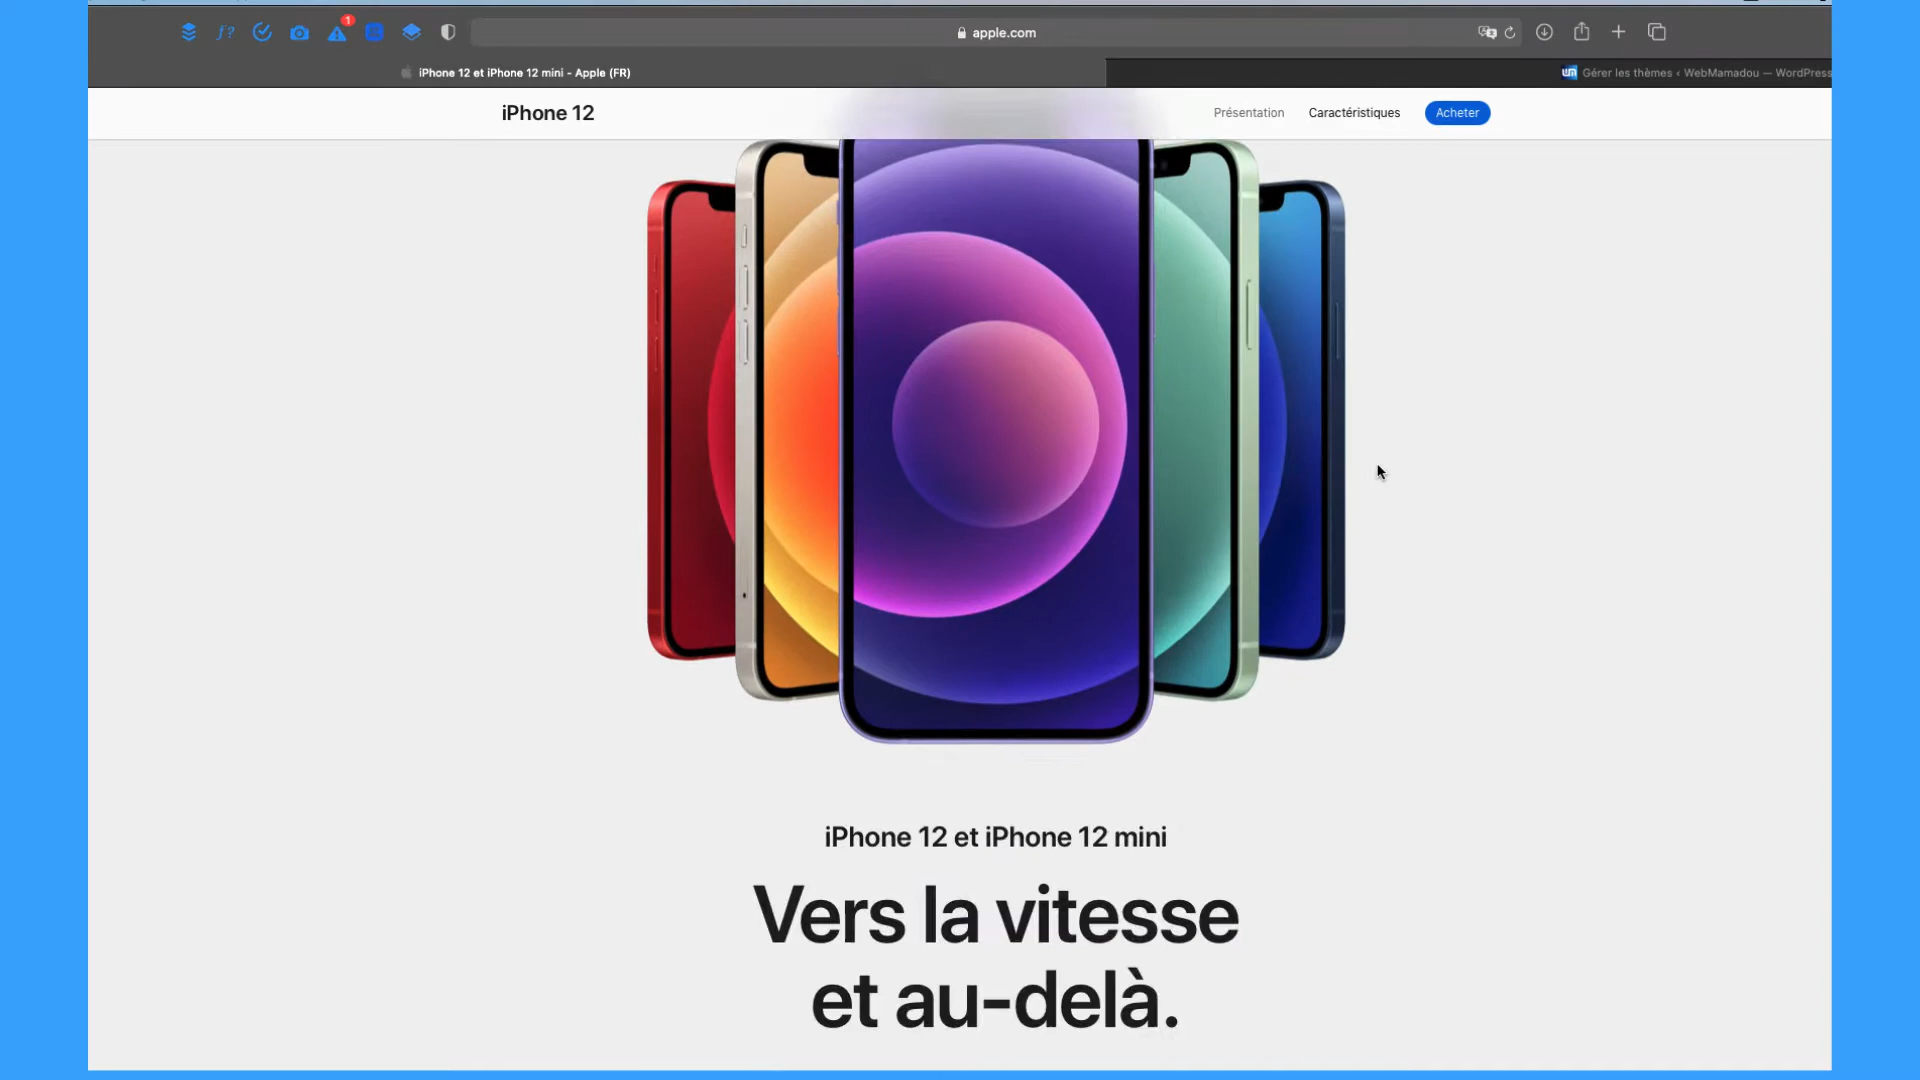 1
apple.com
iPhone 12 et iPhone 12 mini - Apple (FR)
Gérer les thèmes ‹ WebMamadou — WordPress
iPhone 12
Présentation
Caractéristiques
Acheter
iPhone 12 et iPhone 12 mini
Vers la vitesse
et au-delà.